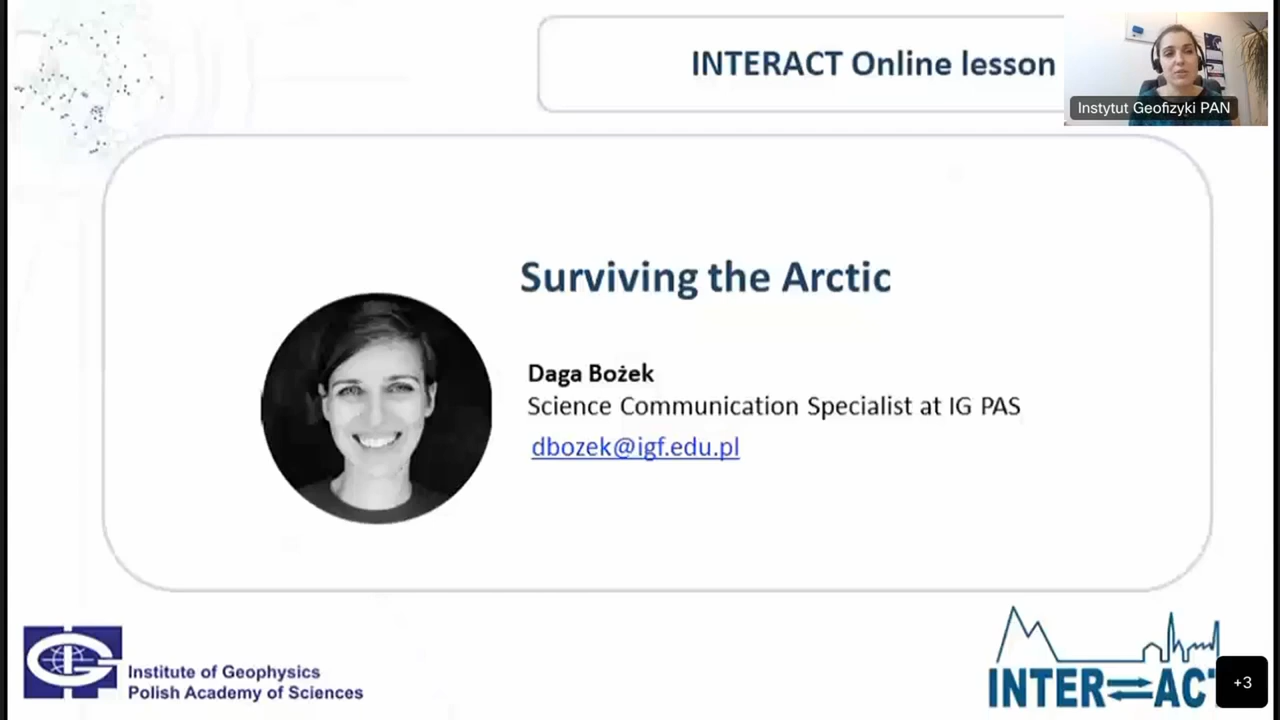 INTERACT Online lesson
Instytut Geofizyki PAN
Surviving the Arctic
Daga Bożek
Science Communication Specialist at IG PAS
dbozek@igf.edu.pl
Institute of Geophysics
Polish Academy of Sciences
INTER⇌AC
+3